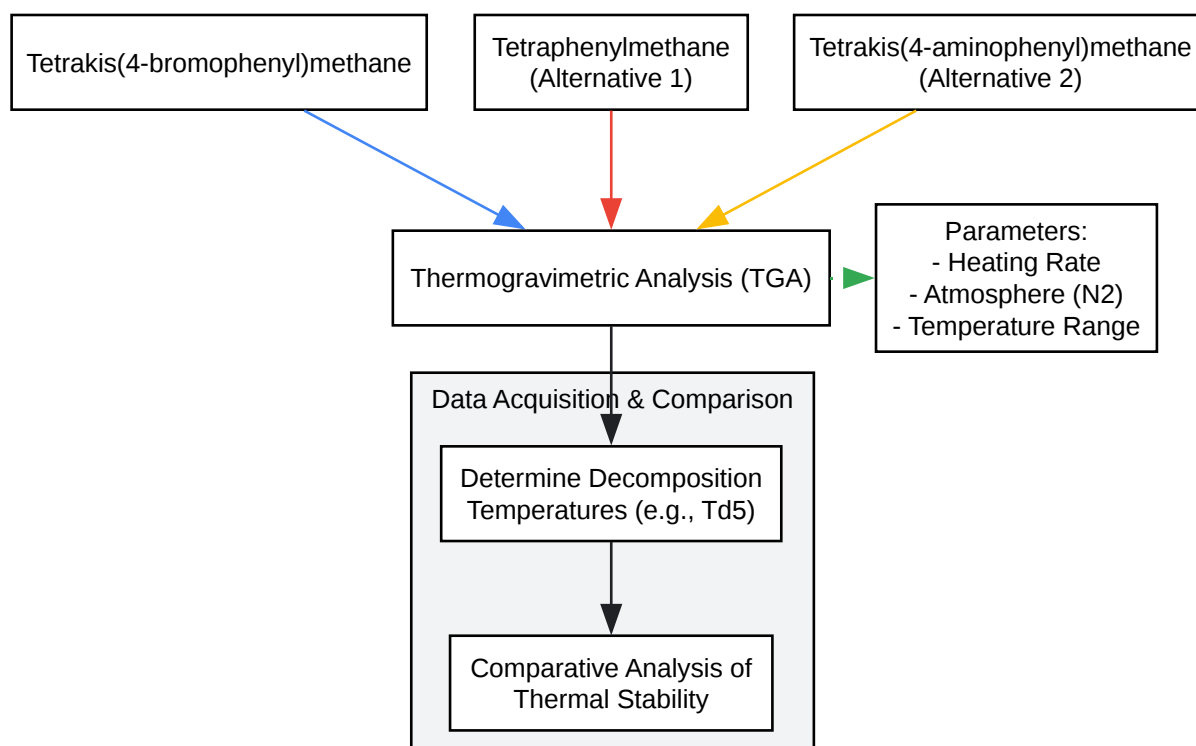 Tetrakis(4-bromophenyl)methane
Tetraphenylmethane
(Alternative 1)
Tetrakis(4-aminophenyl)methane
(Alternative 2)
Thermogravimetric Analysis (TGA)
Parameters:
- Heating Rate
- Atmosphere (N2)
- Temperature Range
Data Acquisition & Comparison
Determine Decomposition
Temperatures (e.g., Td5)
Comparative Analysis of
Thermal Stability